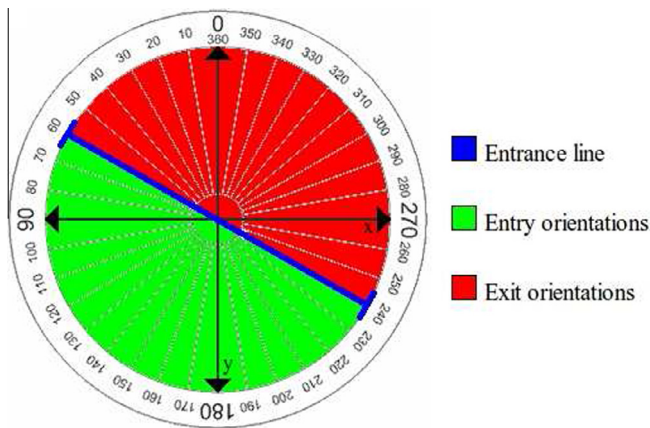 0
360 350 340 330 320 310 300 290 280 270 260 250 240 230 220 210 200 190 180 170 160 150 140 130 120 110 100 90 80 70 60 50 40 30 20 10
x
y
Entrance line
Entry orientations
Exit orientations